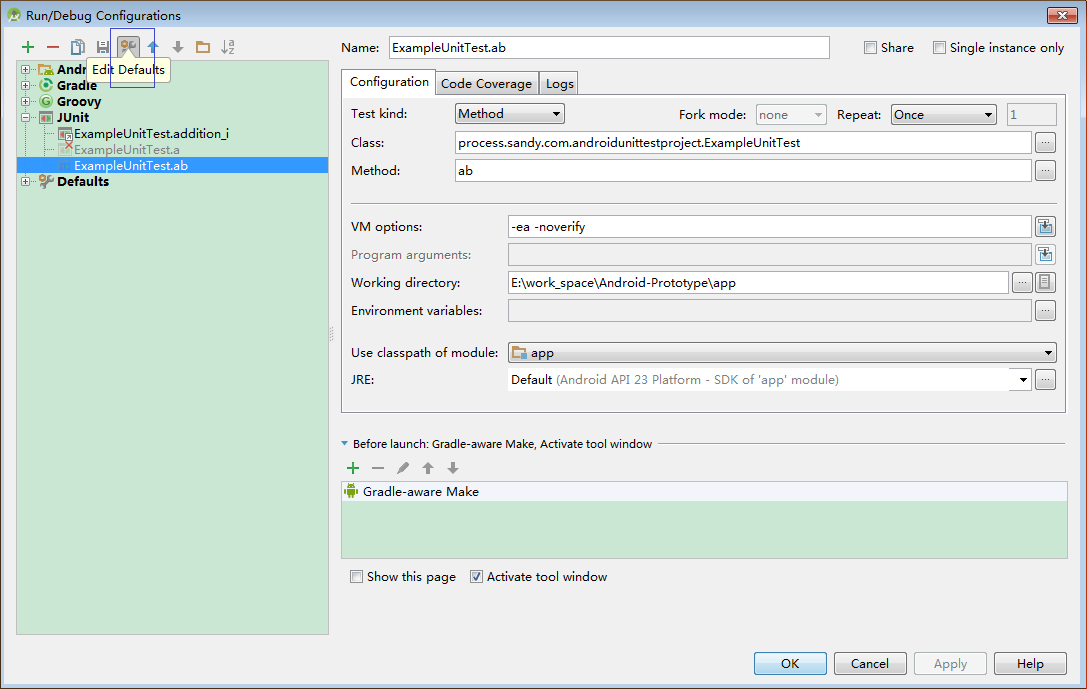 Run/Debug Configurations
Edit Defaults
Gradle
Groovy
JUnit
ExampleUnitTest.addition_i
ExampleUnitTest.a
ExampleUnitTest.ab
Defaults
Name: ExampleUnitTest.ab Share Single instance only
Configuration Code Coverage Logs
Test kind: Method Fork mode: none Repeat: Once 1
Class: process.sandy.com.androidunittestproject.ExampleUnitTest
Method: ab
VM options: -ea -noverify
Program arguments:
Working directory: E:\work_space\Android-Prototype\app
Environment variables:
Use classpath of module: app
JRE: Default (Android API 23 Platform - SDK of 'app' module)
Before launch: Gradle-aware Make, Activate tool window
Gradle-aware Make
Show this page Activate tool window
OK Cancel Apply Help